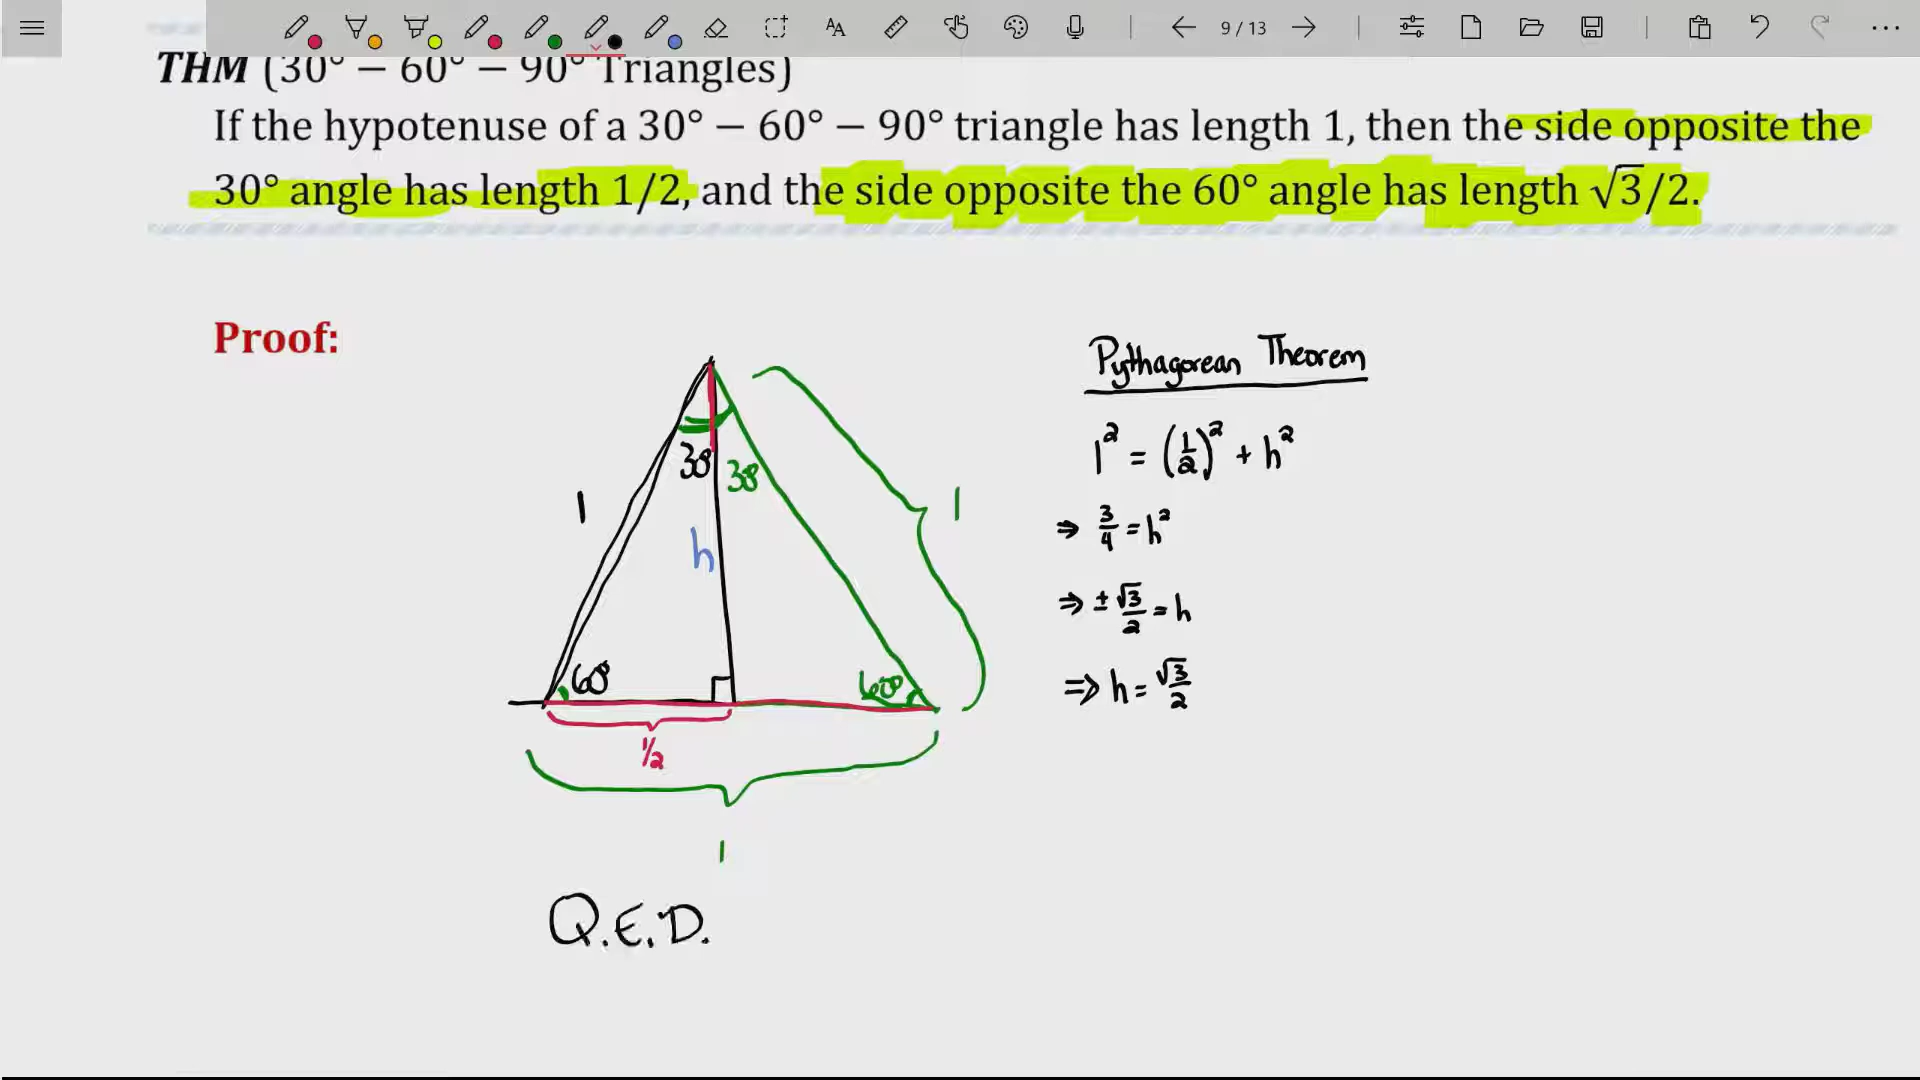 9 / 13
THM (30° − 60° − 90° Triangles)
If the hypotenuse of a 30° − 60° − 90° triangle has length 1, then the side opposite the
30° angle has length 1/2, and the side opposite the 60° angle has length √3/2.
Proof:
Pythagorean Theorem
1² = (1/2)² + h²
⇒ 3/4 = h²
⇒ ± √3/2 = h
⇒ h = √3/2
30° 30°
1
1
h
60°
60°
1/2
1
Q.E.D.